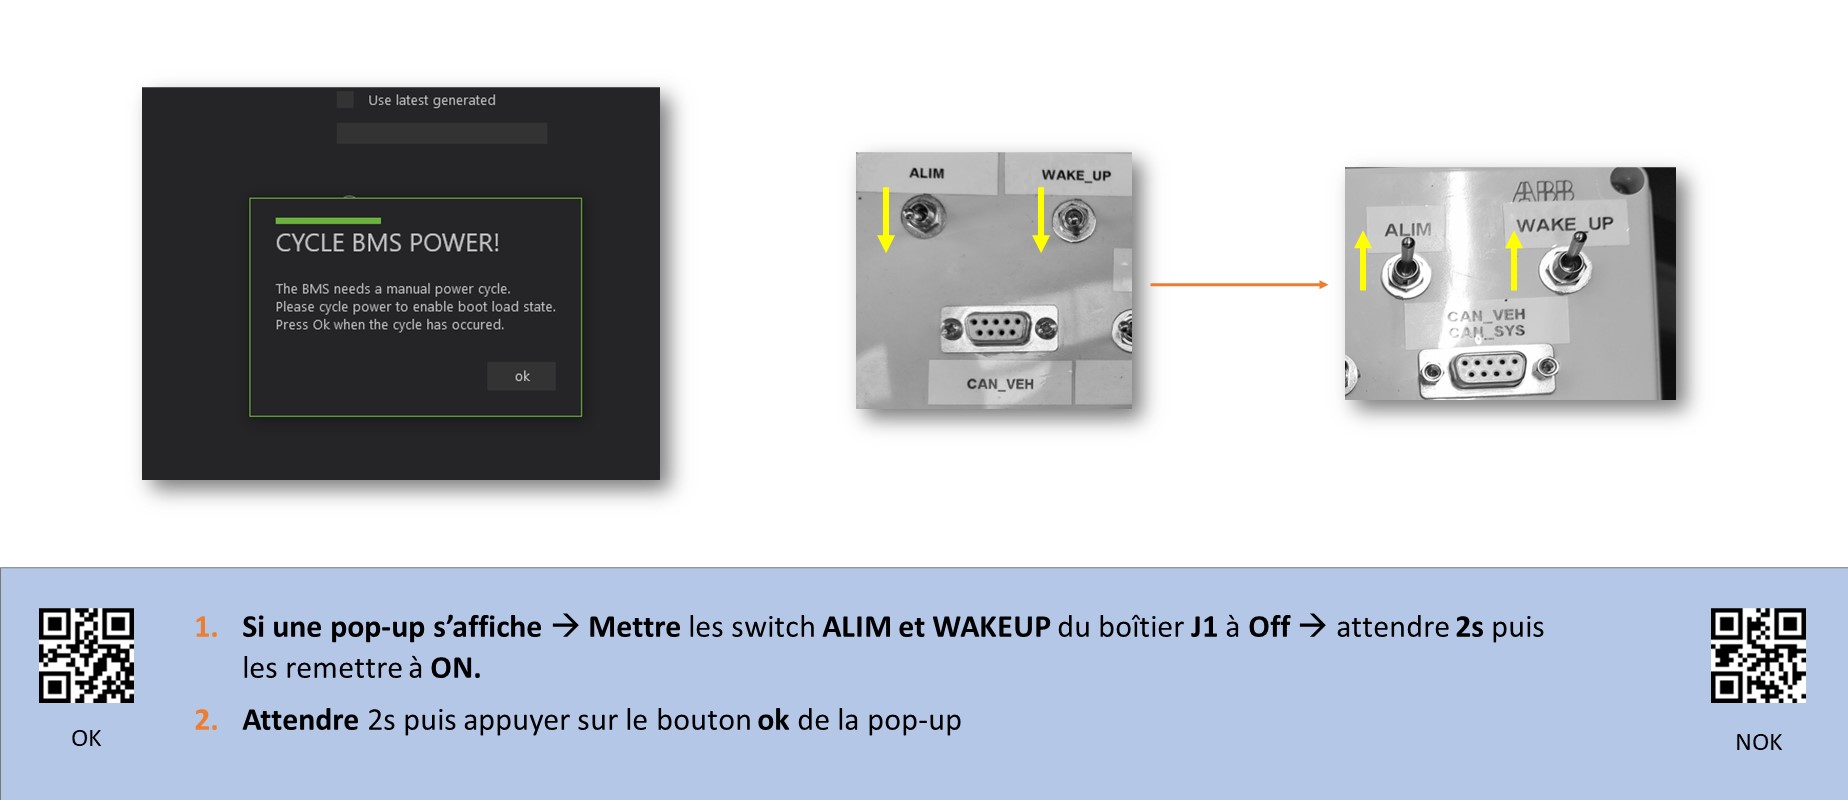 Use latest generated
CYCLE BMS POWER!
The BMS needs a manual power cycle.
Please cycle power to enable boot load state.
Press Ok when the cycle has occured.
ok
ALIM
WAKE_UP
CAN_VEH
ABB
ALIM
WAKE_UP
CAN_VEH
CAN_SYS
1. Si une pop-up s’affiche → Mettre les switch ALIM et WAKEUP du boîtier J1 à Off → attendre 2s puis
les remettre à ON.
2. Attendre 2s puis appuyer sur le bouton ok de la pop-up
OK
NOK